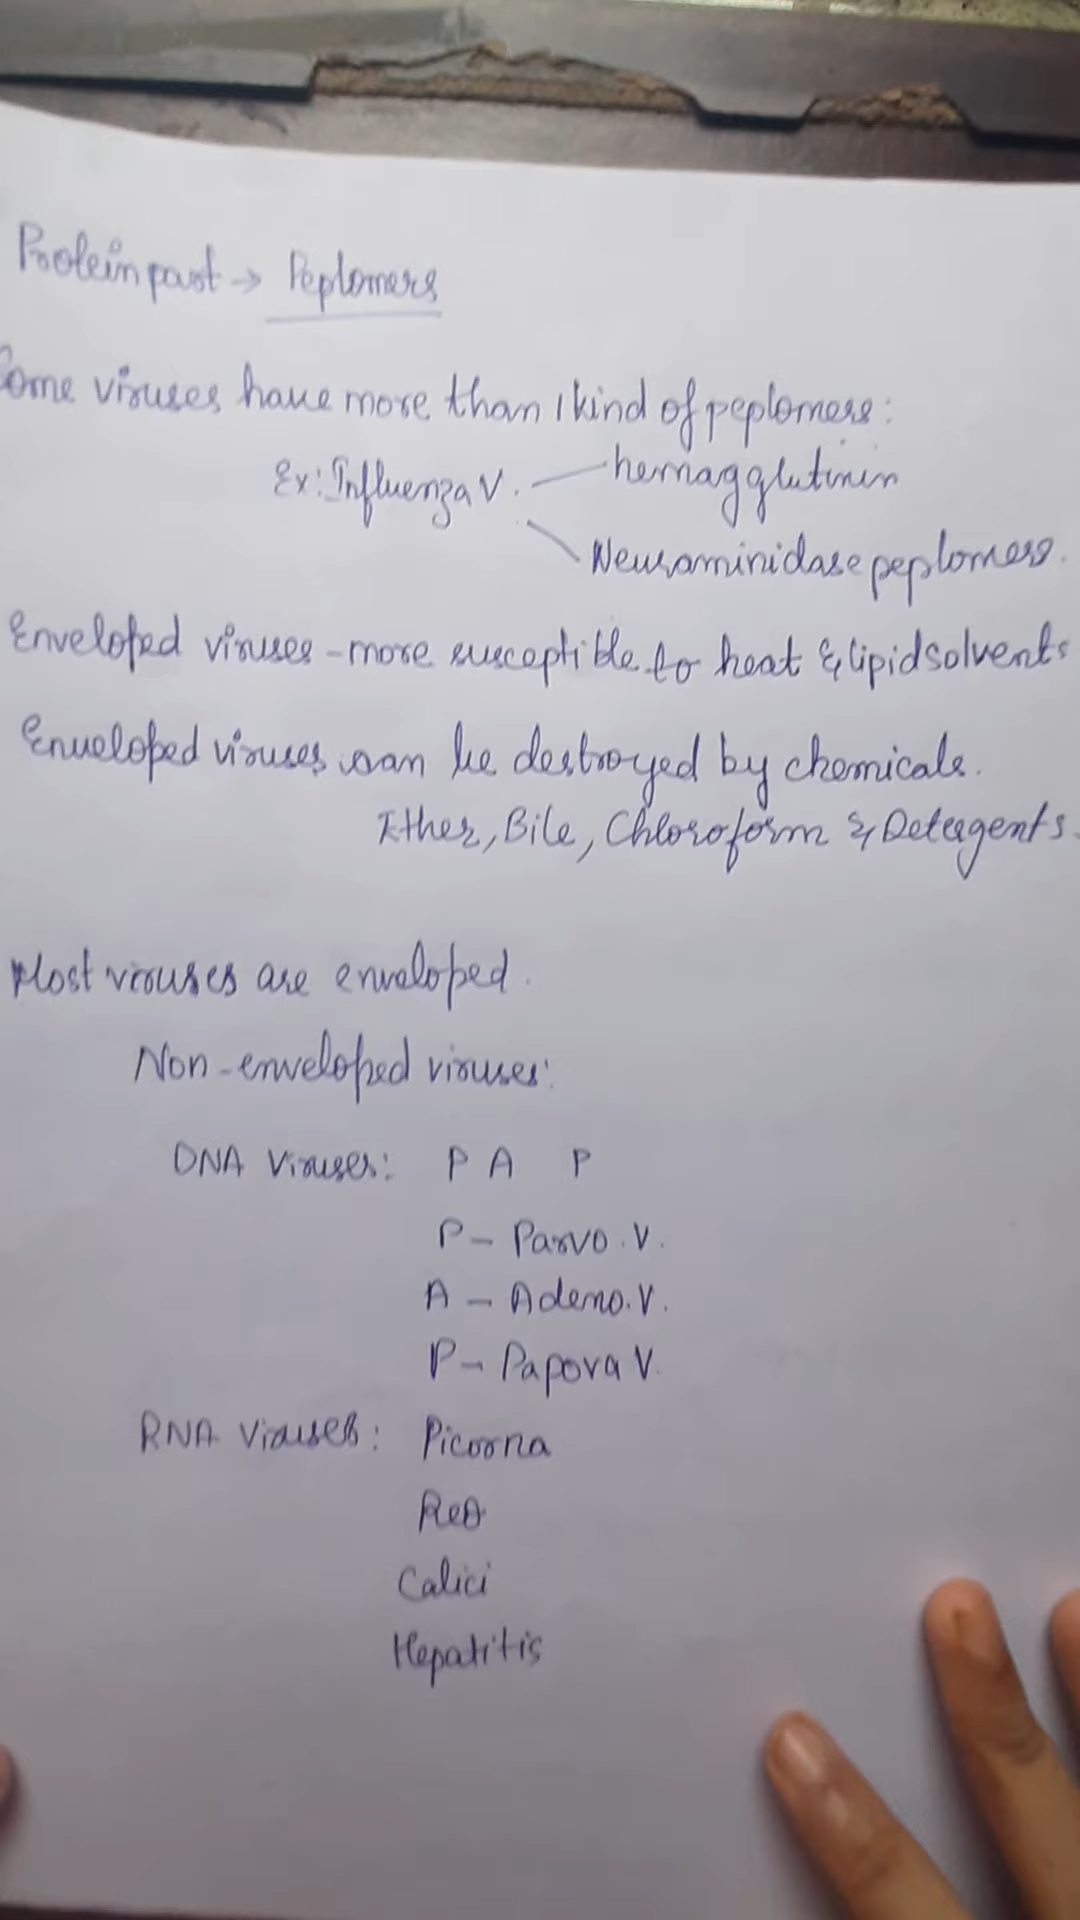 Protein part → Peplomers
Some viruses have more than 1 kind of peplomers:
Ex: Influenza V. — hemagglutinin
Neuraminidase peplomers.
Enveloped viruses - more susceptible to heat & lipid solvents
Enveloped viruses can be destroyed by chemicals.
Ether, Bile, Chloroform & Detergents.
Most viruses are enveloped.
Non-enveloped viruses:
DNA Viruses: P A P
P - Parvo. V.
A - Adeno. V.
P - Papova V.
RNA Viruses: Picorna
Reo
Calici
Hepatitis